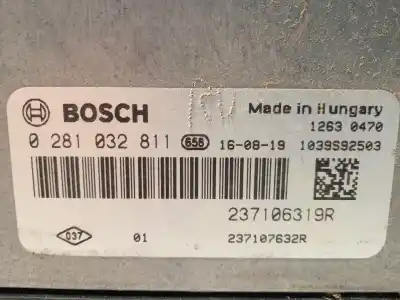 BOSCH
Made in Hungary
1263 0470
0 281 032 811 656 16-08-19 1039S92503
237106319R
037 01 237107632R